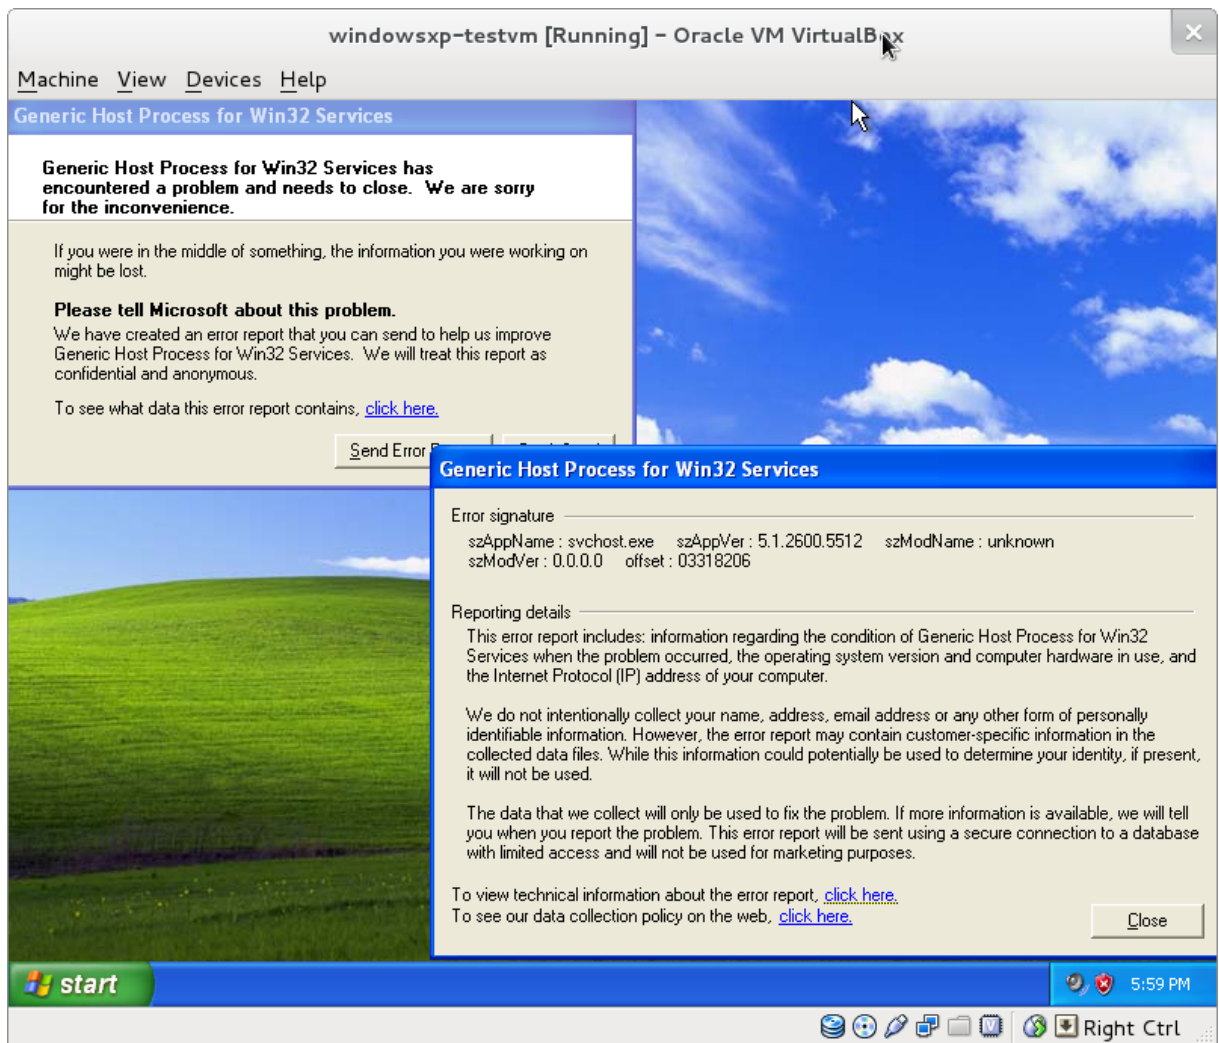 windowsxp-testvm [Running] - Oracle VM VirtualBox
Machine View Devices Help
Generic Host Process for Win32 Services
Generic Host Process for Win32 Services has
encountered a problem and needs to close. We are sorry
for the inconvenience.
If you were in the middle of something, the information you were working on
might be lost.
Please tell Microsoft about this problem.
We have created an error report that you can send to help us improve
Generic Host Process for Win32 Services. We will treat this report as
confidential and anonymous.
To see what data this error report contains, click here.
Send Error
Generic Host Process for Win32 Services
Error signature
szAppName : svchost.exe szAppVer : 5.1.2600.5512 szModName : unknown
szModVer : 0.0.0.0 offset : 03318206
Reporting details
This error report includes: information regarding the condition of Generic Host Process for Win32
Services when the problem occurred, the operating system version and computer hardware in use, and
the Internet Protocol (IP) address of your computer.
We do not intentionally collect your name, address, email address or any other form of personally
identifiable information. However, the error report may contain customer-specific information in the
collected data files. While this information could potentially be used to determine your identity, if present,
it will not be used.
The data that we collect will only be used to fix the problem. If more information is available, we will tell
you when you report the problem. This error report will be sent using a secure connection to a database
with limited access and will not be used for marketing purposes.
To view technical information about the error report, click here.
To see our data collection policy on the web, click here.
Close
start
5:59 PM
Right Ctrl